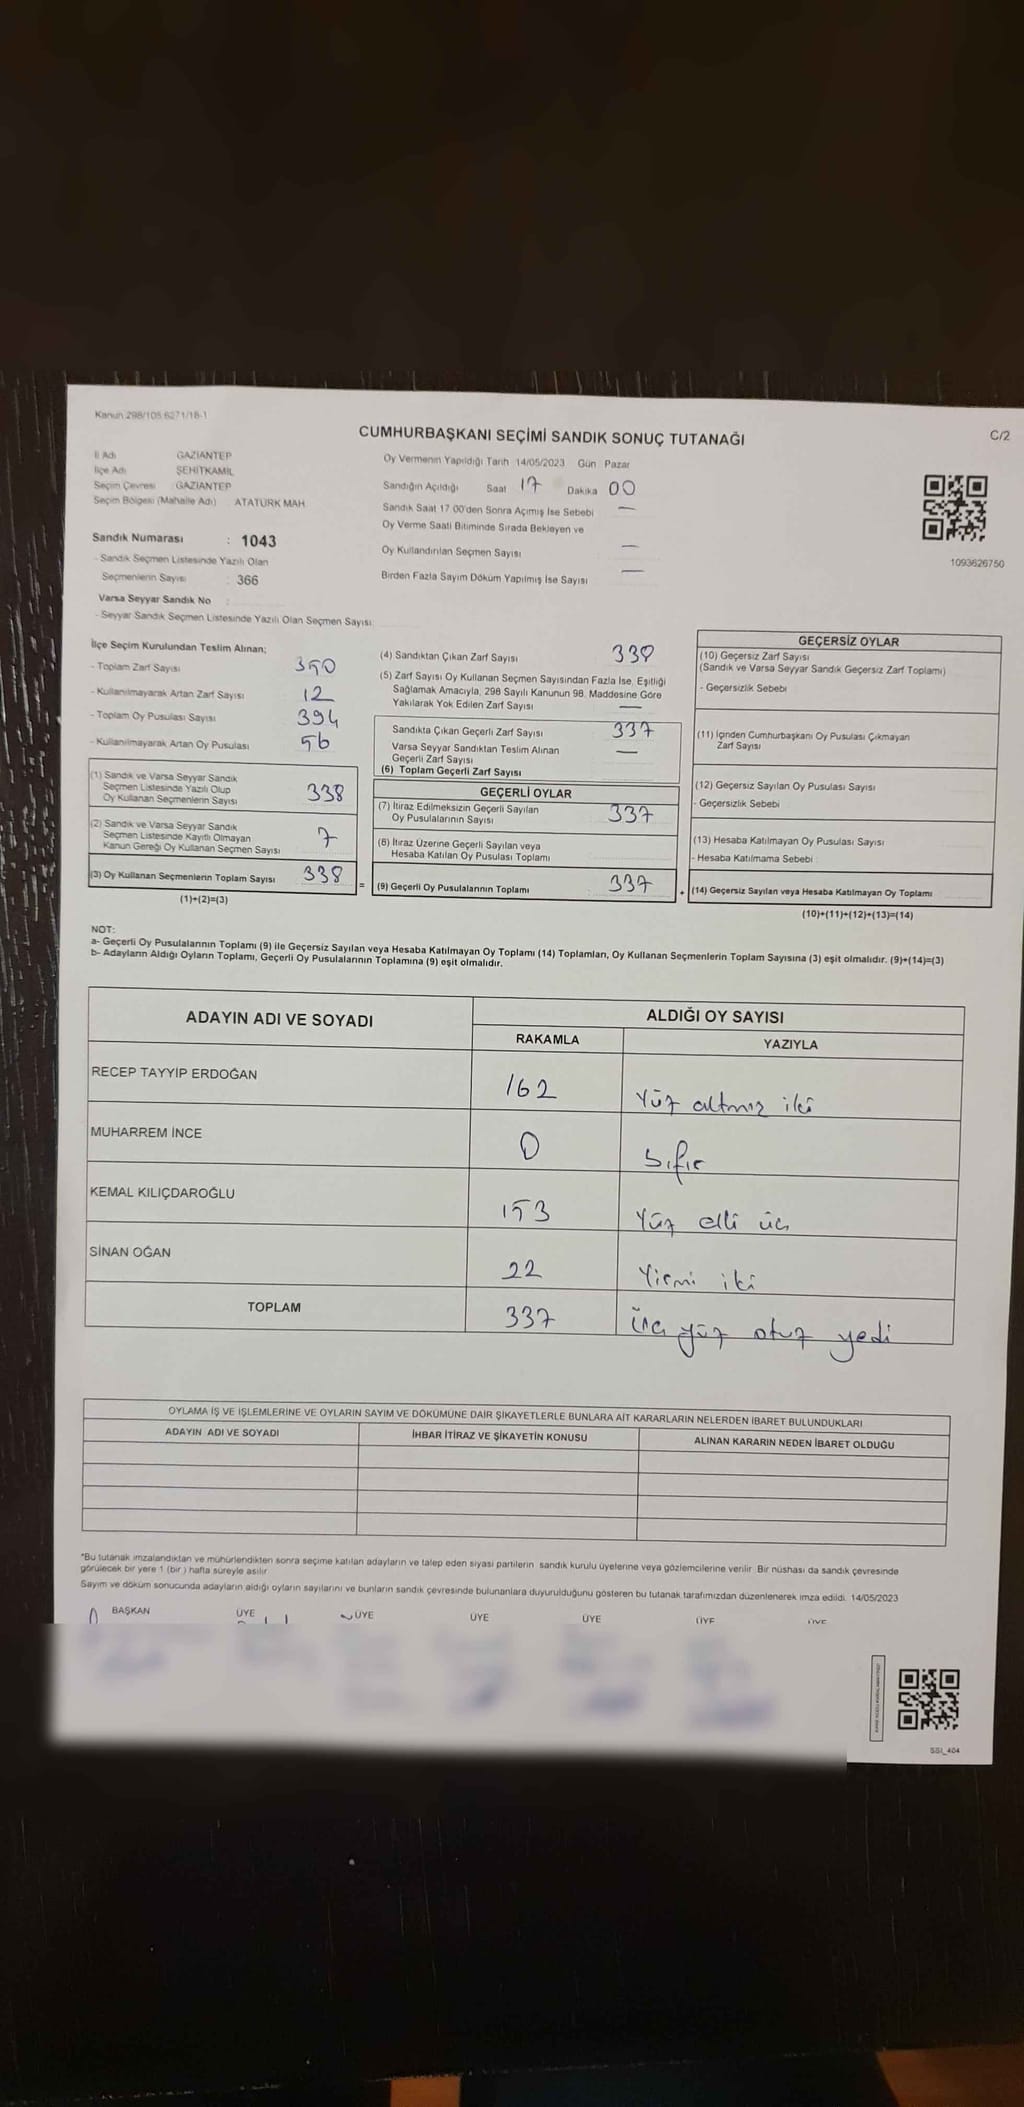 Kanun 298/105 6271/18-1
C/2
CUMHURBAŞKANI SEÇİMİ SANDIK SONUÇ TUTANAĞI
İl Adı GAZİANTEP
İlçe Adı ŞEHİTKAMİL
Seçim Çevresi : GAZİANTEP
Seçim Bölgesi (Mahalle Adı) ATATÜRK MAH
Sandık Numarası : 1043
- Sandık Seçmen Listesinde Yazılı Olan
Seçmenlerin Sayısı : 366
Varsa Seyyar Sandık No :
- Seyyar Sandık Seçmen Listesinde Yazılı Olan Seçmen Sayısı:
Oy Vermenin Yapıldığı Tarih 14/05/2023 Gün Pazar
Sandığın Açıldığı Saat 17 Dakika 00
Sandık Saat 17 00'den Sonra Açımış İse Sebebi —
Oy Verme Saati Bitiminde Sırada Bekleyen ve
Oy Kullandırılan Seçmen Sayısı —
Birden Fazla Sayım Döküm Yapılmış İse Sayısı —
1093626750
İlçe Seçim Kurulundan Teslim Alınan;
- Toplam Zarf Sayısı 350
- Kullanılmayarak Artan Zarf Sayısı 12
- Toplam Oy Pusulası Sayısı 394
- Kullanılmayarak Artan Oy Pusulası 56
(1) Sandık ve Varsa Seyyar Sandık
Seçmen Listesinde Yazılı Olup
Oy Kullanan Seçmenlerin Sayısı 338
(2) Sandık ve Varsa Seyyar Sandık
Seçmen Listesinde Kayıtlı Olmayan
Kanun Gereği Oy Kullanan Seçmen Sayısı 7
(3) Oy Kullanan Seçmenlerin Toplam Sayısı 338
(1)+(2)=(3)
(4) Sandıktan Çıkan Zarf Sayısı 338
(5) Zarf Sayısı Oy Kullanan Seçmen Sayısından Fazla İse, Eşitliği
Sağlamak Amacıyla, 298 Sayılı Kanunun 98. Maddesine Göre
Yakılarak Yok Edilen Zarf Sayısı —
Sandıkta Çıkan Geçerli Zarf Sayısı 337
Varsa Seyyar Sandıktan Teslim Alınan
Geçerli Zarf Sayısı —
(6) Toplam Geçerli Zarf Sayısı
GEÇERLİ OYLAR
(7) İtiraz Edilmeksizin Geçerli Sayılan
Oy Pusulalarının Sayısı 337
(8) İtiraz Üzerine Geçerli Sayılan veya
Hesaba Katılan Oy Pusulası Toplamı
= (9) Geçerli Oy Pusulalarının Toplamı 337
GEÇERSİZ OYLAR
(10) Geçersiz Zarf Sayısı
(Sandık ve Varsa Seyyar Sandık Geçersiz Zarf Toplamı)
- Geçersizlik Sebebi
(11) İçinden Cumhurbaşkanı Oy Pusulası Çıkmayan
Zarf Sayısı
(12) Geçersiz Sayılan Oy Pusulası Sayısı
- Geçersizlik Sebebi
(13) Hesaba Katılmayan Oy Pusulası Sayısı
- Hesaba Katılmama Sebebi
+ (14) Geçersiz Sayılan veya Hesaba Katılmayan Oy Toplamı
(10)+(11)+(12)+(13)=(14)
NOT:
a- Geçerli Oy Pusulalarının Toplamı (9) ile Geçersiz Sayılan veya Hesaba Katılmayan Oy Toplamı (14) Toplamları, Oy Kullanan Seçmenlerin Toplam Sayısına (3) eşit olmalıdır. (9)+(14)=(3)
b- Adayların Aldığı Oyların Toplamı, Geçerli Oy Pusulalarının Toplamına (9) eşit olmalıdır.
ADAYIN ADI VE SOYADI ALDIĞI OY SAYISI
RAKAMLA YAZIYLA
RECEP TAYYİP ERDOĞAN 162 Yüz altmış iki
MUHARREM İNCE 0 sıfır
KEMAL KILIÇDAROĞLU 153 Yüz elli üç
SİNAN OĞAN 22 Yirmi iki
TOPLAM 337 üç yüz otuz yedi
OYLAMA İŞ VE İŞLEMLERİNE VE OYLARIN SAYIM VE DÖKÜMÜNE DAİR ŞİKAYETLERLE BUNLARA AİT KARARLARIN NELERDEN İBARET BULUNDUKLARI
ADAYIN ADI VE SOYADI İHBAR İTİRAZ VE ŞİKAYETİN KONUSU ALINAN KARARIN NEDEN İBARET OLDUĞU
*Bu tutanak imzalandıktan ve mühürlendikten sonra seçime katılan adayların ve talep eden siyasi partilerin sandık kurulu üyelerine veya gözlemcilerine verilir. Bir nüshası da sandık çevresinde
görülecek bir yere 1 (bir) hafta süreyle asılır
Sayım ve döküm sonucunda adayların aldığı oyların sayılarını ve bunların sandık çevresinde bulunanlara duyurulduğunu gösteren bu tutanak tarafımızdan düzenlenerek imza edildi. 14/05/2023
BAŞKAN ÜYE ÜYE ÜYE ÜYE ÜYE ÜYE
SSI_404